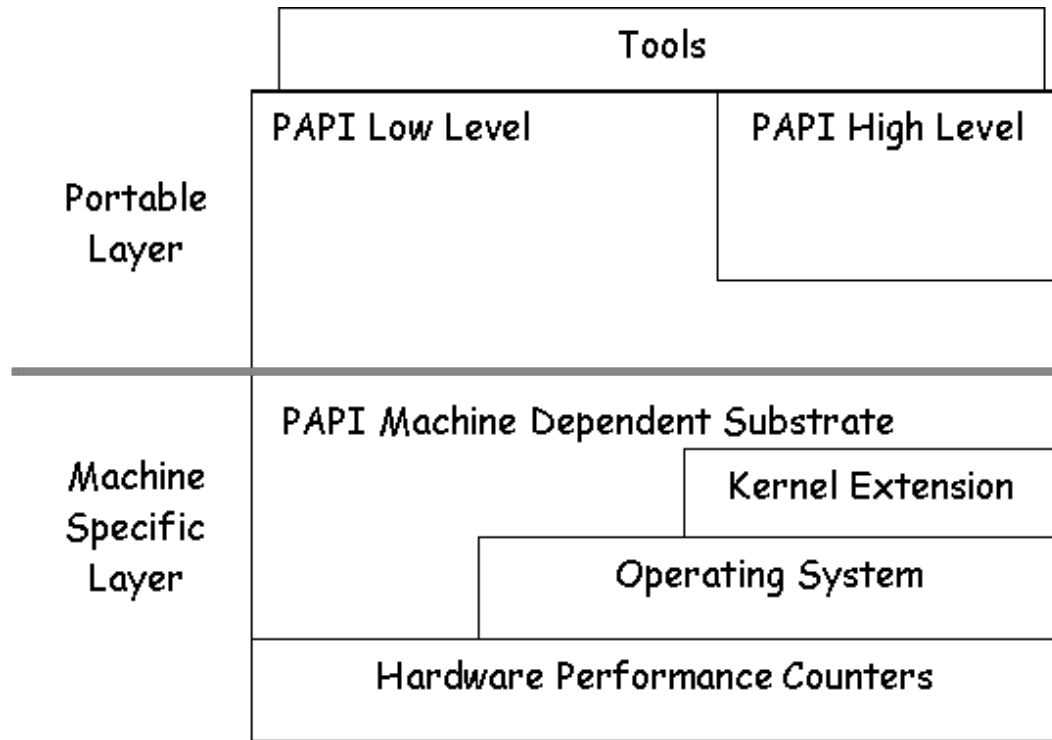 Tools
PAPI Low Level
PAPI High Level
Portable
Layer
PAPI Machine Dependent Substrate
Kernel Extension
Machine
Specific
Layer
Operating System
Hardware Performance Counters